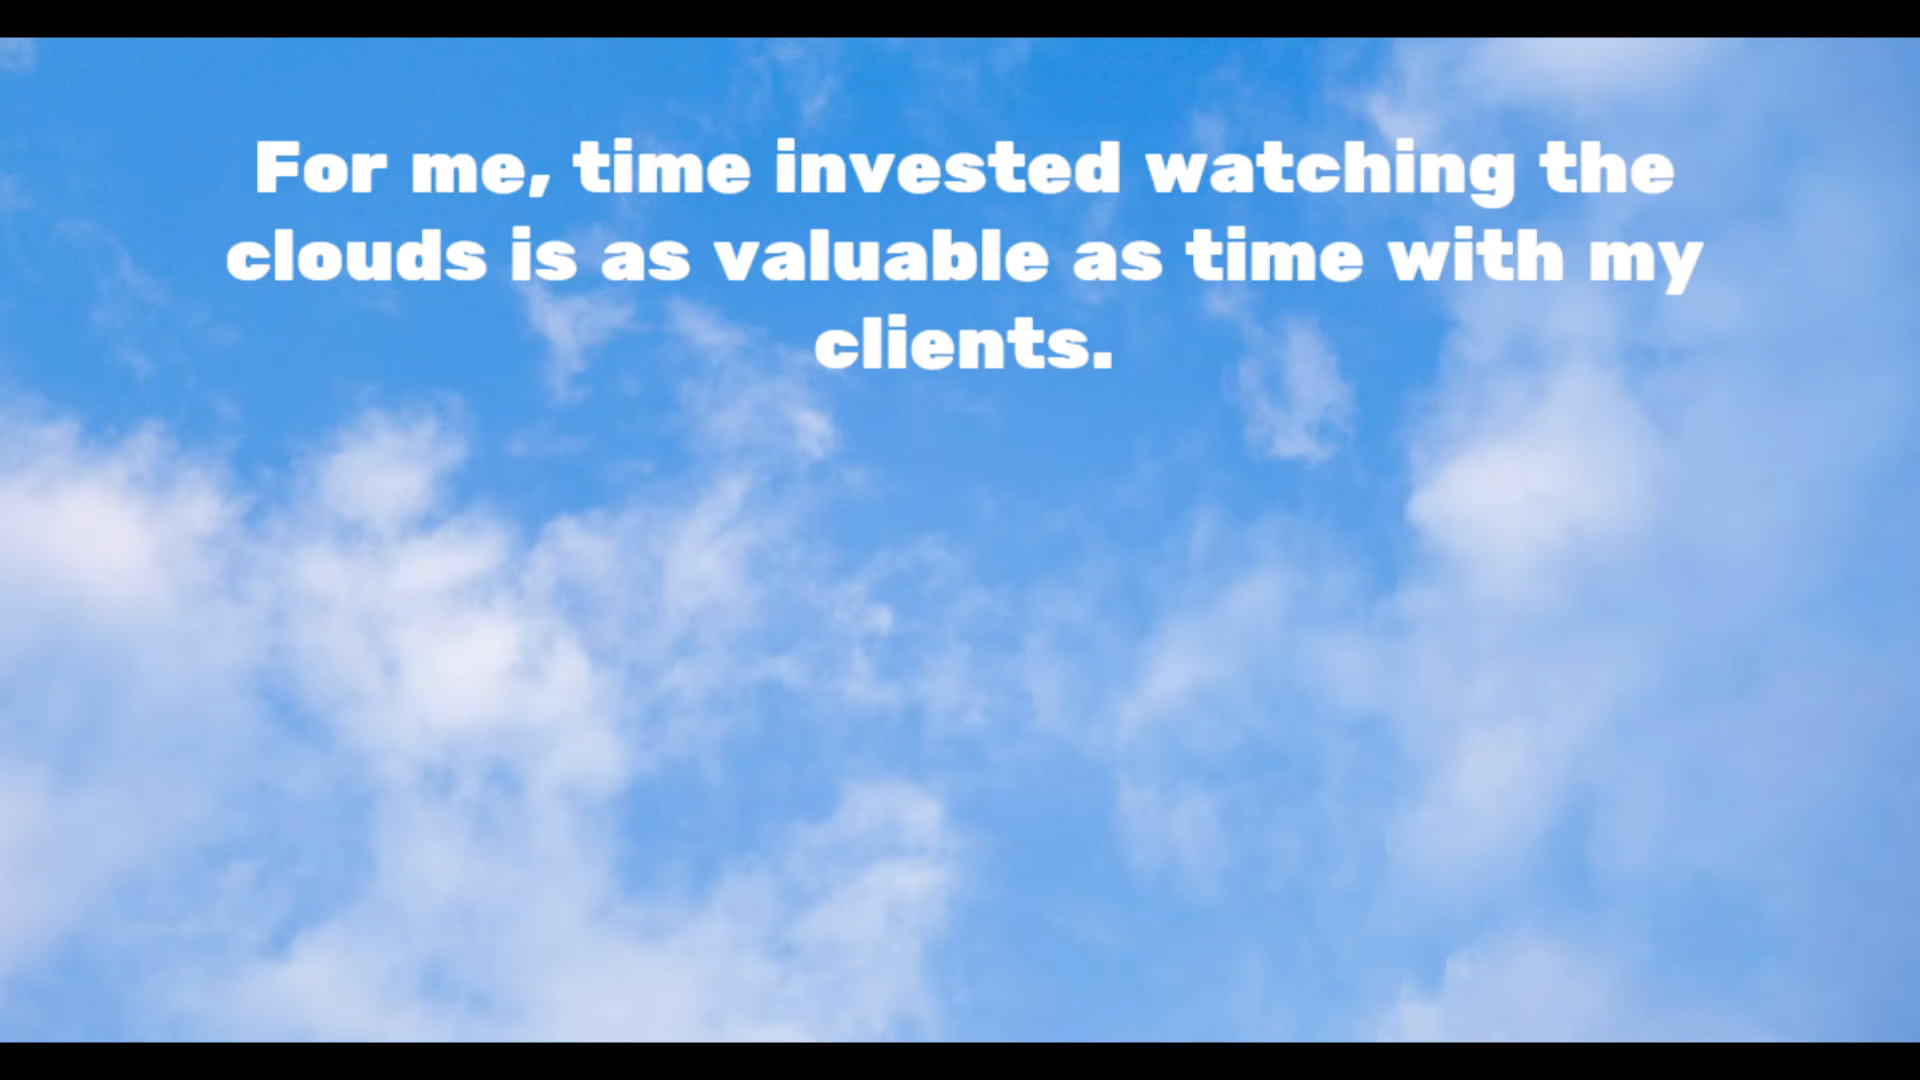 For me, time invested watching the
clouds is as valuable as time with my
clients.